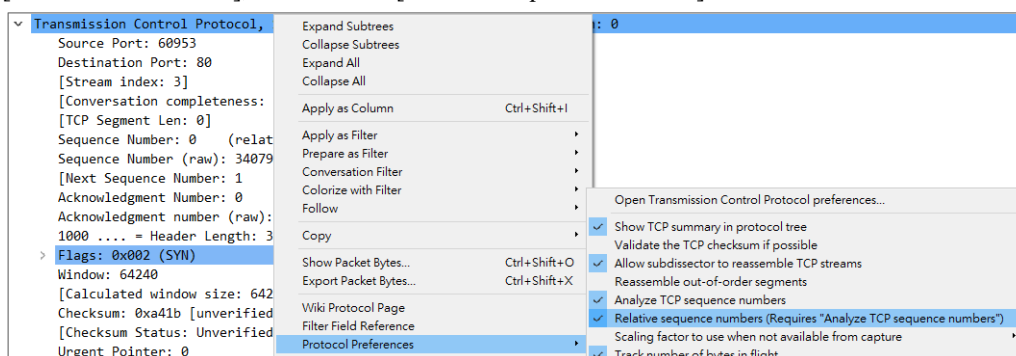 Transmission Control Protocol, : 0
Source Port: 60953
Destination Port: 80
[Stream index: 3]
[Conversation completeness:
[TCP Segment Len: 0]
Sequence Number: 0 (relat
Sequence Number (raw): 34079
[Next Sequence Number: 1
Acknowledgment Number: 0
Acknowledgment number (raw):
1000 .... = Header Length: 3
Flags: 0x002 (SYN)
Window: 64240
[Calculated window size: 642
Checksum: 0xa41b [unverified
[Checksum Status: Unverified
Urgent Pointer: 0
Expand Subtrees
Collapse Subtrees
Expand All
Collapse All
Apply as Column Ctrl+Shift+I
Apply as Filter
Prepare as Filter
Conversation Filter
Colorize with Filter
Follow
Copy
Show Packet Bytes... Ctrl+Shift+O
Export Packet Bytes... Ctrl+Shift+X
Wiki Protocol Page
Filter Field Reference
Protocol Preferences
Open Transmission Control Protocol preferences...
Show TCP summary in protocol tree
Validate the TCP checksum if possible
Allow subdissector to reassemble TCP streams
Reassemble out-of-order segments
Analyze TCP sequence numbers
Relative sequence numbers (Requires "Analyze TCP sequence numbers")
Scaling factor to use when not available from capture
Track number of bytes in flight